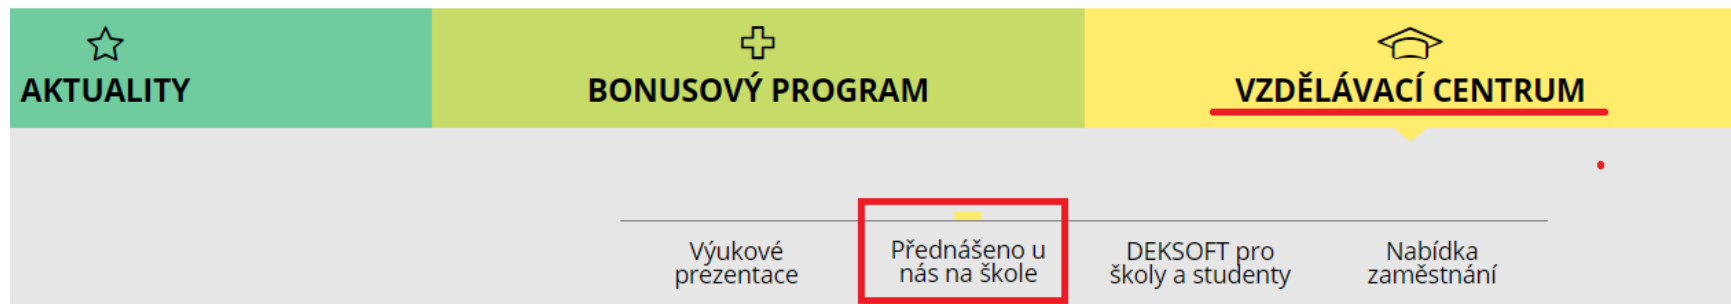 AKTUALITY
BONUSOVÝ PROGRAM
VZDĚLÁVACÍ CENTRUM
Výukové
prezentace
Přednášeno u
nás na škole
DEKSOFT pro
školy a studenty
Nabídka
zaměstnání